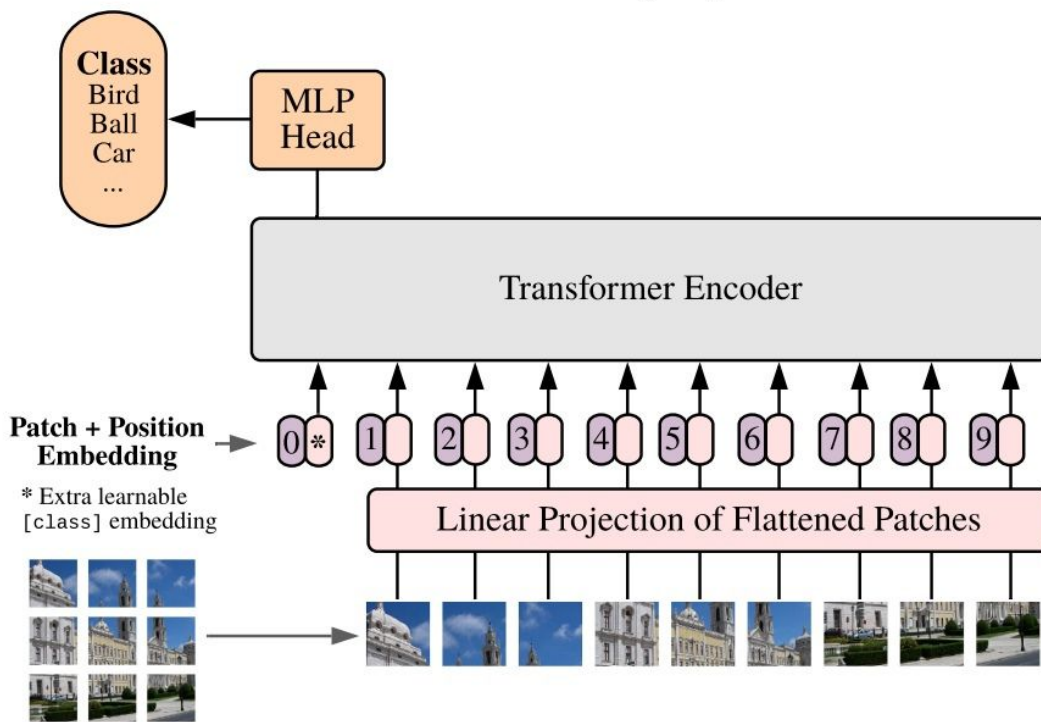 Class
Bird
Ball
Car
...
MLP
Head
Transformer Encoder
Patch + Position
Embedding
0 * 1 2 3 4 5 6 7 8 9
* Extra learnable
[class] embedding
Linear Projection of Flattened Patches